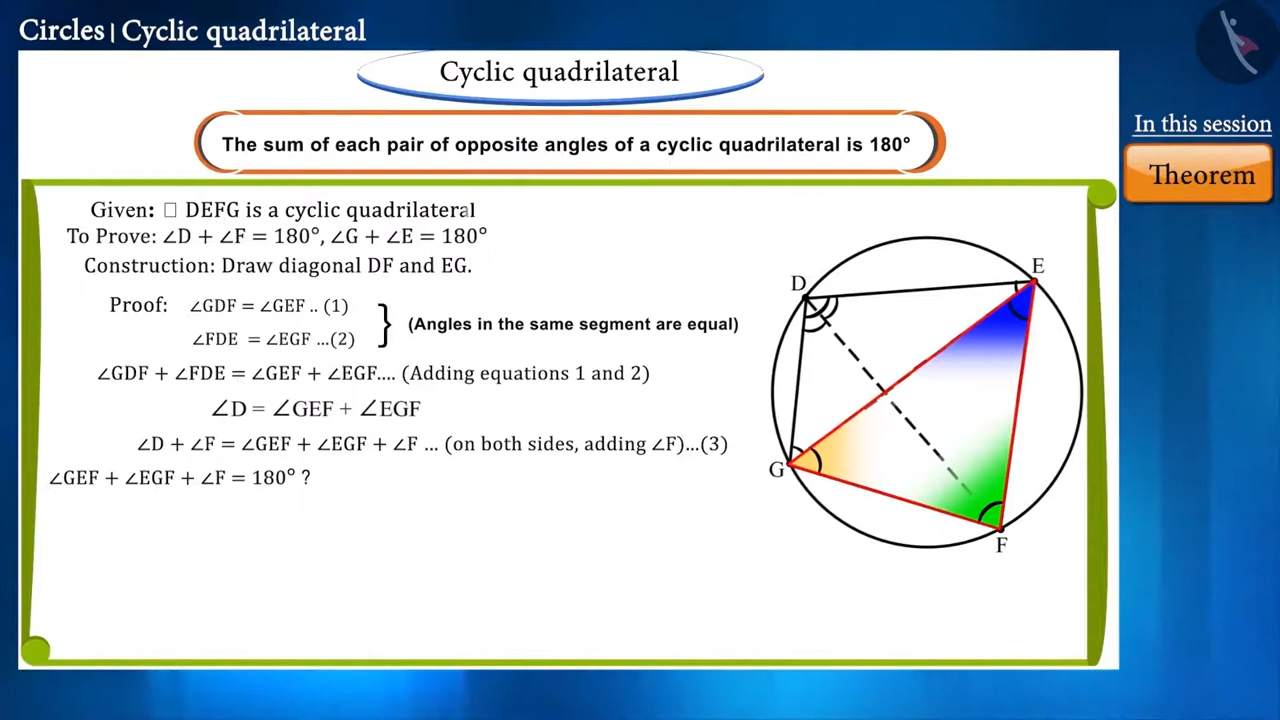 Circles | Cyclic quadrilateral
Cyclic quadrilateral
In this session
The sum of each pair of opposite angles of a cyclic quadrilateral is 180°
Theorem
Given: □ DEFG is a cyclic quadrilateral
To Prove: ∠D + ∠F = 180°, ∠G + ∠E = 180°
Construction: Draw diagonal DF and EG.
Proof: ∠GDF = ∠GEF .. (1)
∠FDE = ∠EGF ...(2)
(Angles in the same segment are equal)
∠GDF + ∠FDE = ∠GEF + ∠EGF.... (Adding equations 1 and 2)
∠D = ∠GEF + ∠EGF
∠D + ∠F = ∠GEF + ∠EGF + ∠F ... (on both sides, adding ∠F)...(3)
∠GEF + ∠EGF + ∠F = 180° ?
D
E
G
F